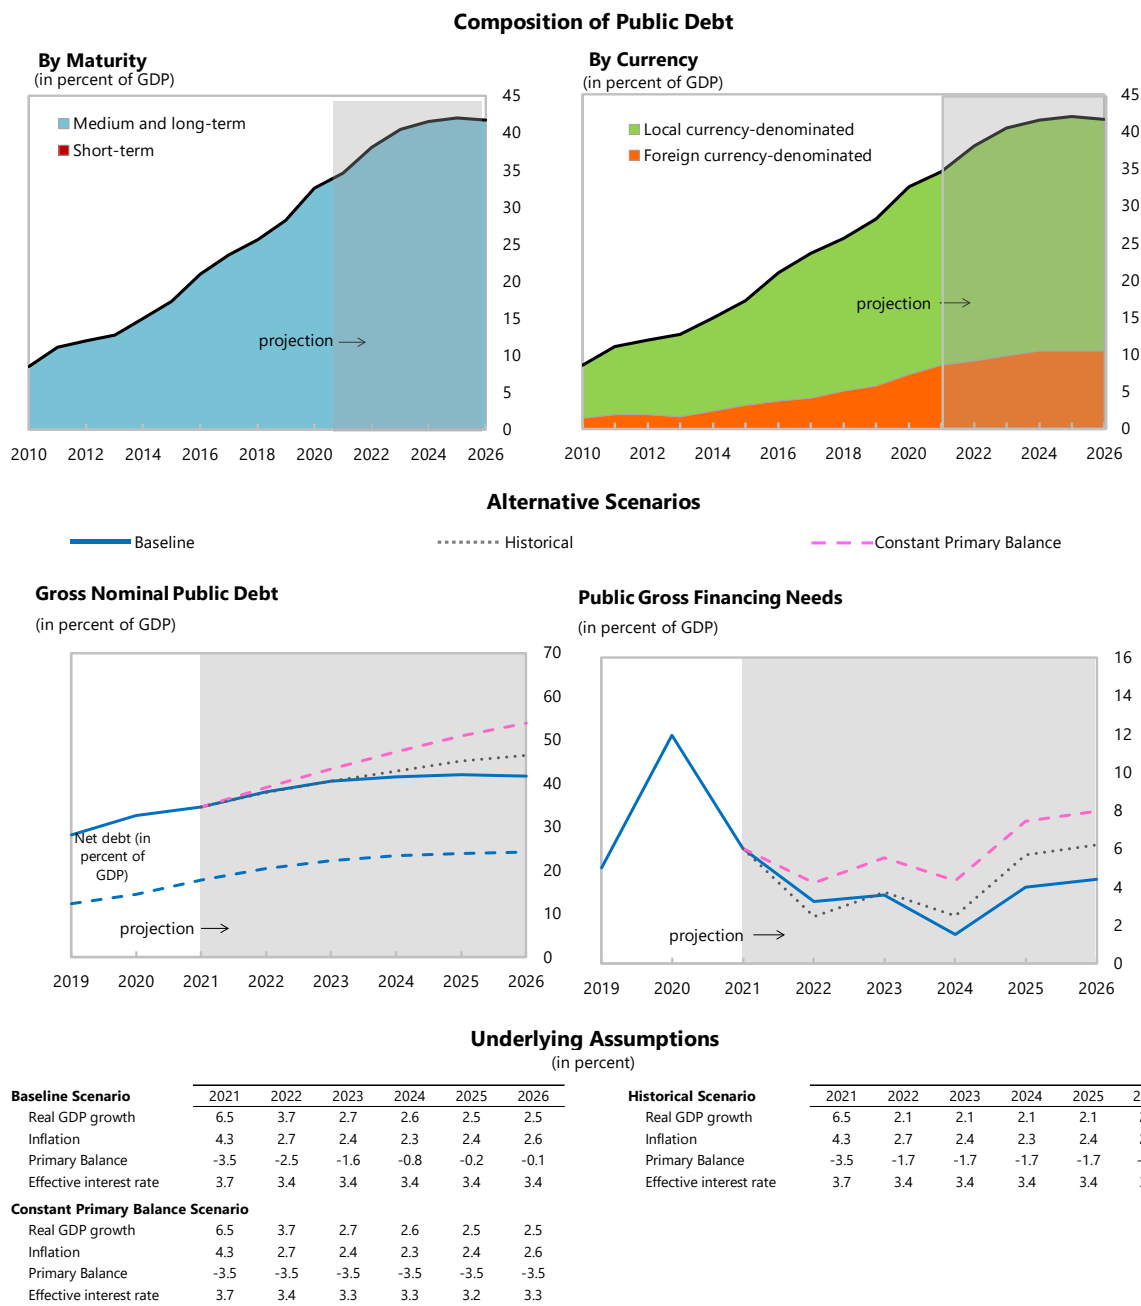 Composition of Public Debt
By Maturity
(in percent of GDP)
Medium and long-term
Short-term
projection
45
40
35
30
25
20
15
10
5
0
2010 2012 2014 2016 2018 2020 2022 2024 2026
By Currency
(in percent of GDP)
Local currency-denominated
Foreign currency-denominated
projection
45
40
35
30
25
20
15
10
5
0
2010 2012 2014 2016 2018 2020 2022 2024 2026
Alternative Scenarios
Baseline Historical Constant Primary Balance
Gross Nominal Public Debt
(in percent of GDP)
Net debt (in
percent of
GDP)
projection
70
60
50
40
30
20
10
0
2019 2020 2021 2022 2023 2024 2025 2026
Public Gross Financing Needs
(in percent of GDP)
projection
16
14
12
10
8
6
4
2
0
2019 2020 2021 2022 2023 2024 2025 2026
Underlying Assumptions
(in percent)
Baseline Scenario 2021 2022 2023 2024 2025 2026
Real GDP growth 6.5 3.7 2.7 2.6 2.5 2.5
Inflation 4.3 2.7 2.4 2.3 2.4 2.6
Primary Balance -3.5 -2.5 -1.6 -0.8 -0.2 -0.1
Effective interest rate 3.7 3.4 3.4 3.4 3.4 3.4
Constant Primary Balance Scenario
Real GDP growth 6.5 3.7 2.7 2.6 2.5 2.5
Inflation 4.3 2.7 2.4 2.3 2.4 2.6
Primary Balance -3.5 -3.5 -3.5 -3.5 -3.5 -3.5
Effective interest rate 3.7 3.4 3.3 3.3 3.2 3.3
Historical Scenario 2021 2022 2023 2024 2025
Real GDP growth 6.5 2.1 2.1 2.1 2.1
Inflation 4.3 2.7 2.4 2.3 2.4
Primary Balance -3.5 -1.7 -1.7 -1.7 -1.7
Effective interest rate 3.7 3.4 3.4 3.4 3.4